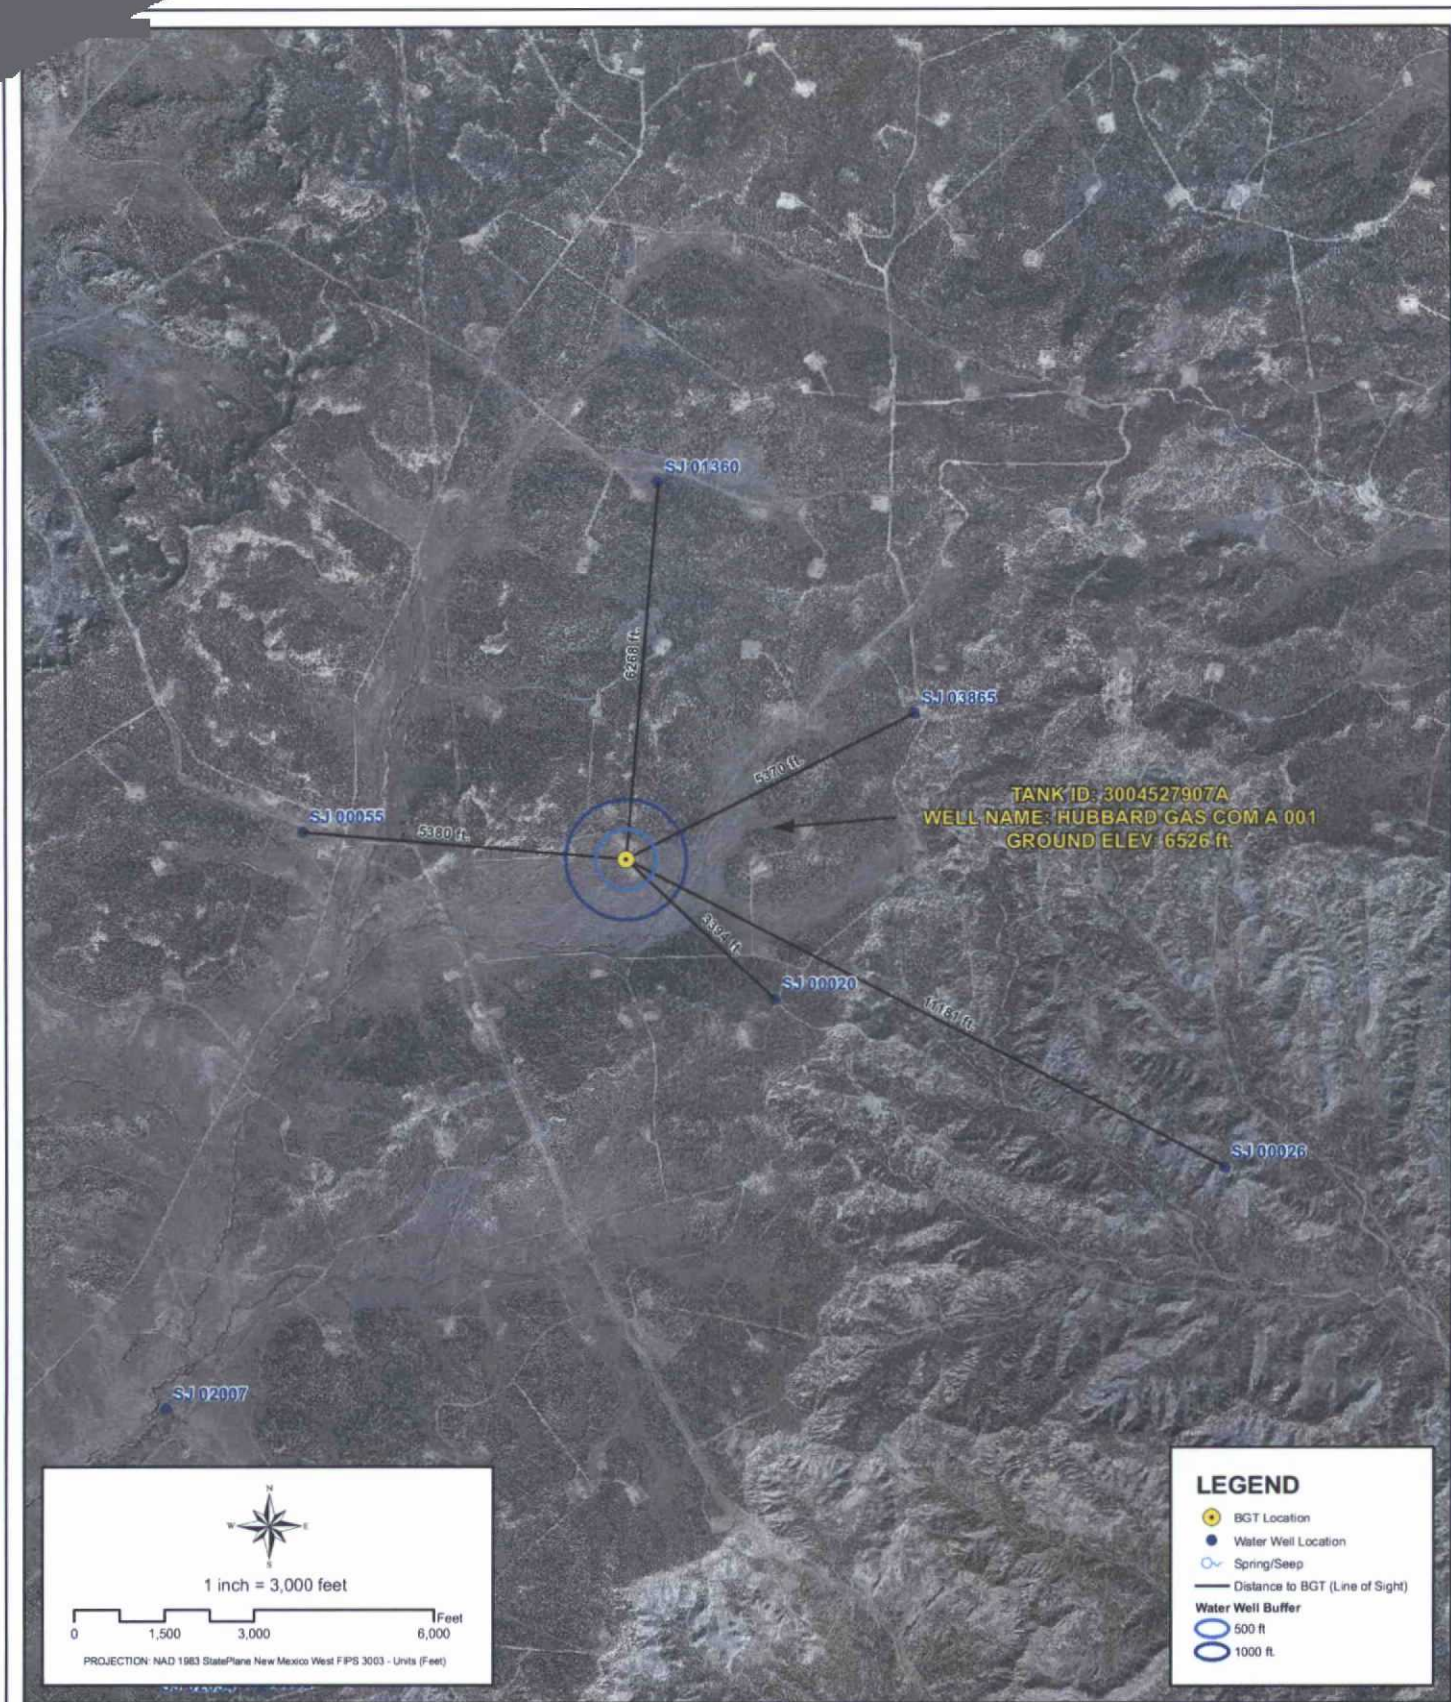 SJ 01360
6268 ft.
SJ 03865
5370 ft.
TANK ID: 3004527907A
WELL NAME: HUBBARD GAS COM A 001
GROUND ELEV: 6526 ft.
SJ 00055
5380 ft.
3394 ft.
SJ 00020
11181 ft.
SJ 00026
SJ 02007
N
W E
S
1 inch = 3,000 feet
Feet
0 1,500 3,000 6,000
PROJECTION: NAD 1983 StatePlane New Mexico West FIPS 3003 - Units (Feet)
LEGEND
BGT Location
Water Well Location
Spring/Seep
Distance to BGT (Line of Sight)
Water Well Buffer
500 ft
1000 ft.